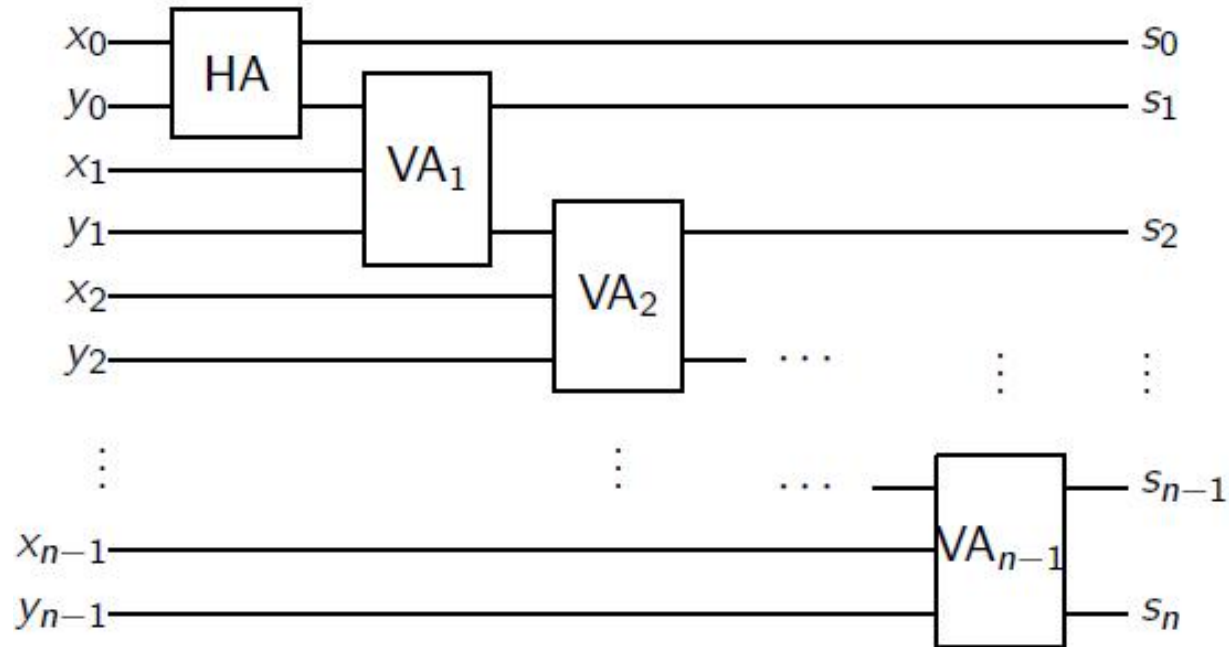 x₀ HA s₀
y₀ s₁
x₁ VA₁
y₁ s₂
x₂ VA₂
y₂ ⋯ ⋮ ⋮
⋮ ⋮ ⋯ sₙ₋₁
xₙ₋₁ VAₙ₋₁
yₙ₋₁ sₙ